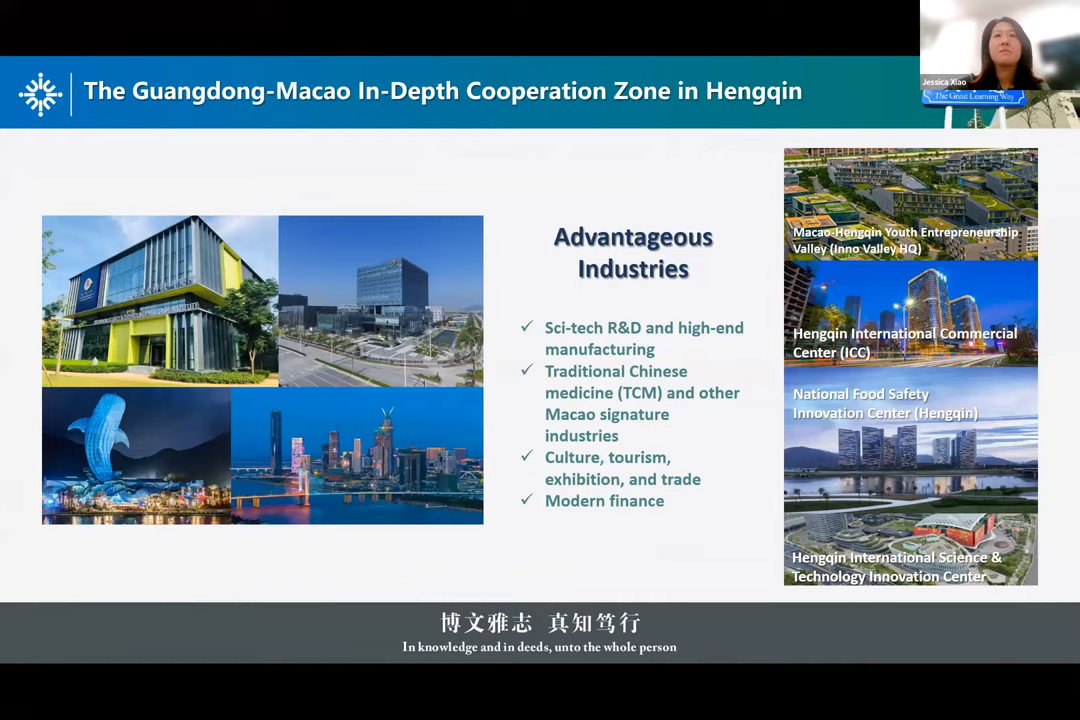 The Guangdong-Macao In-Depth Cooperation Zone in Hengqin
Jessica Xiao
The Great Learning Way
Advantageous
Industries
✓ Sci-tech R&D and high-end
manufacturing
✓ Traditional Chinese
medicine (TCM) and other
Macao signature
industries
✓ Culture, tourism,
exhibition, and trade
✓ Modern finance
Macao-Hengqin Youth Entrepreneurship
Valley (Inno Valley HQ)
Hengqin International Commercial
Center (ICC)
National Food Safety
Innovation Center (Hengqin)
Hengqin International Science &
Technology Innovation Center
博文雅志 真知笃行
In knowledge and in deeds, unto the whole person